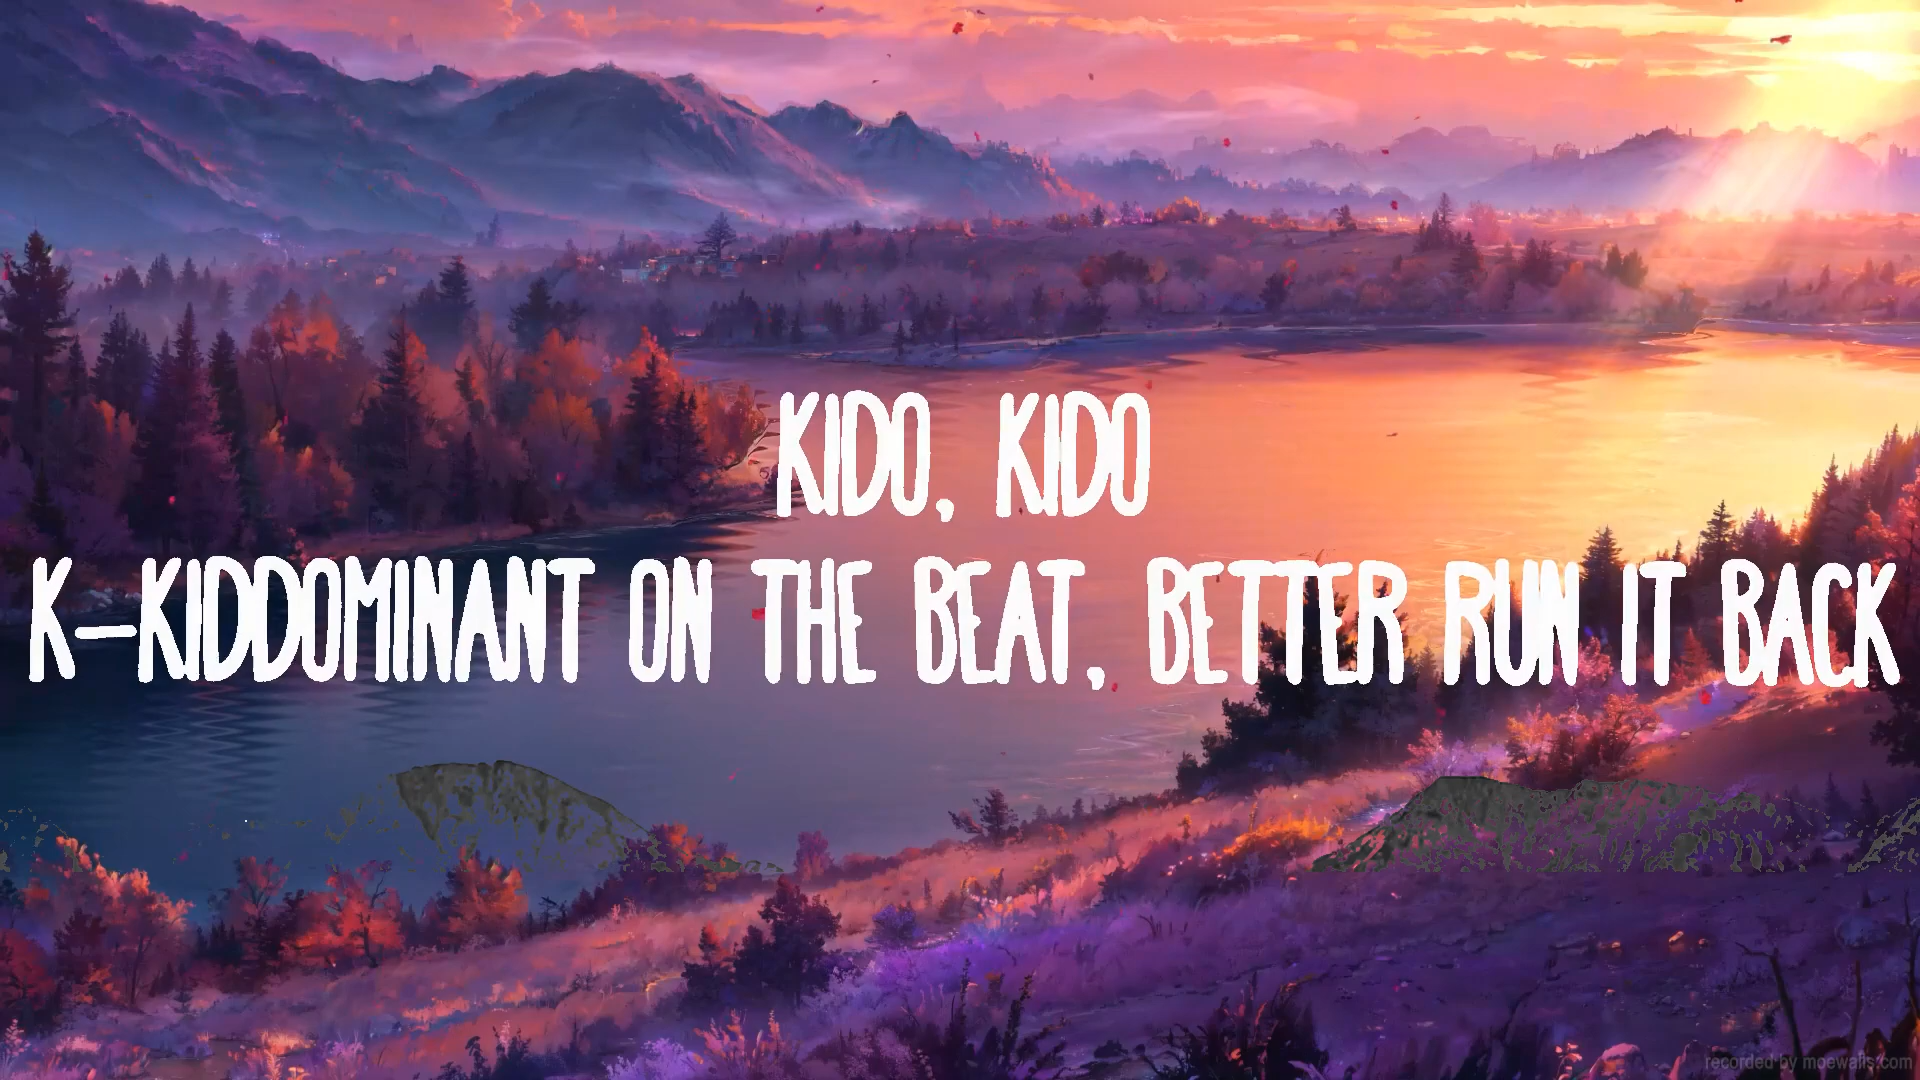 KIDO, KIDO
K-KIDDOMINANT ON THE BEAT, BETTER RUN IT BACK
recorded by moewalls.com